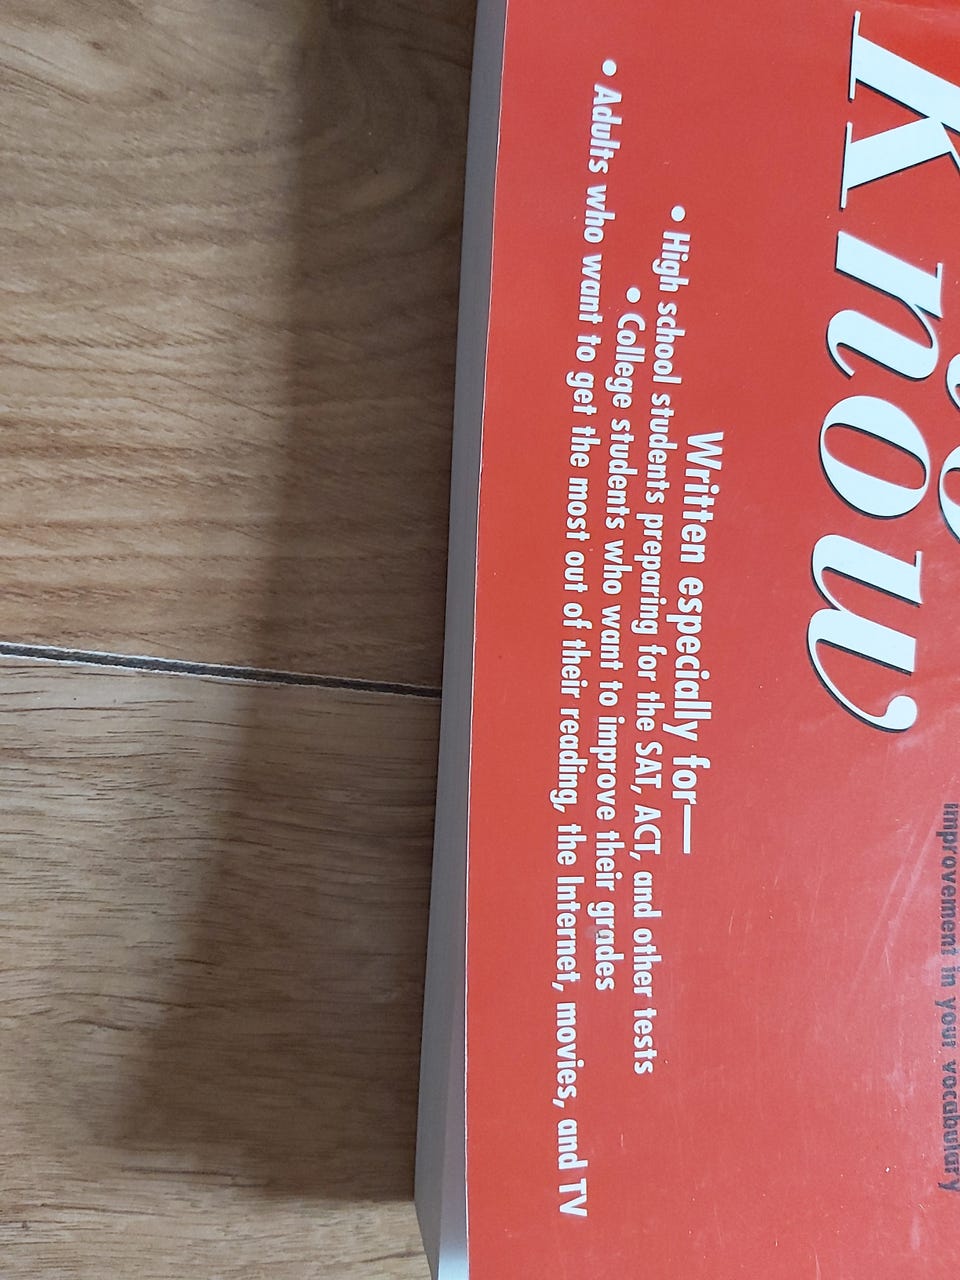 Know
improvement in your vocabulary
Written especially for—
• High school students preparing for the SAT, ACT, and other tests
• College students who want to improve their grades
• Adults who want to get the most out of their reading, the Internet, movies, and TV